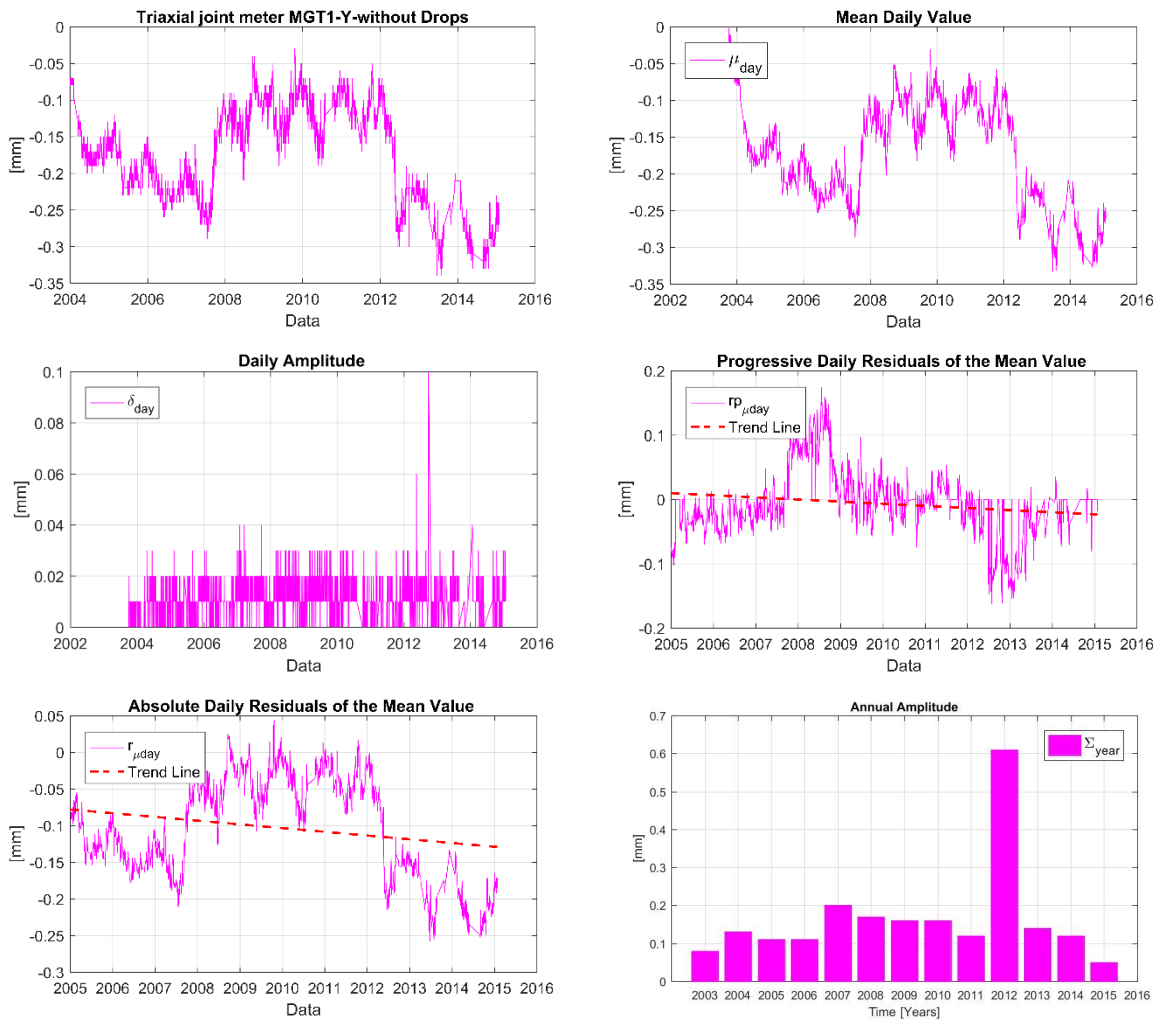 Triaxial joint meter MGT1-Y-without Drops
0
-0.05
-0.1
-0.15
-0.2
-0.25
-0.3
-0.35
[mm]
2004 2006 2008 2010 2012 2014 2016
Data
Mean Daily Value
μday
0
-0.05
-0.1
-0.15
-0.2
-0.25
-0.3
-0.35
[mm]
2002 2004 2006 2008 2010 2012 2014 2016
Data
Daily Amplitude
δday
0.1
0.08
0.06
0.04
0.02
0
[mm]
2002 2004 2006 2008 2010 2012 2014 2016
Data
Progressive Daily Residuals of the Mean Value
rpμday
Trend Line
0.2
0.1
0
-0.1
-0.2
[mm]
2005 2006 2007 2008 2009 2010 2011 2012 2013 2014 2015 2016
Data
Absolute Daily Residuals of the Mean Value
rμday
Trend Line
0.05
0
-0.05
-0.1
-0.15
-0.2
-0.25
-0.3
[mm]
2005 2006 2007 2008 2009 2010 2011 2012 2013 2014 2015 2016
Data
Annual Amplitude
Σyear
0.7
0.6
0.5
0.4
0.3
0.2
0.1
0
[mm]
2003 2004 2005 2006 2007 2008 2009 2010 2011 2012 2013 2014 2015 2016
Time [Years]